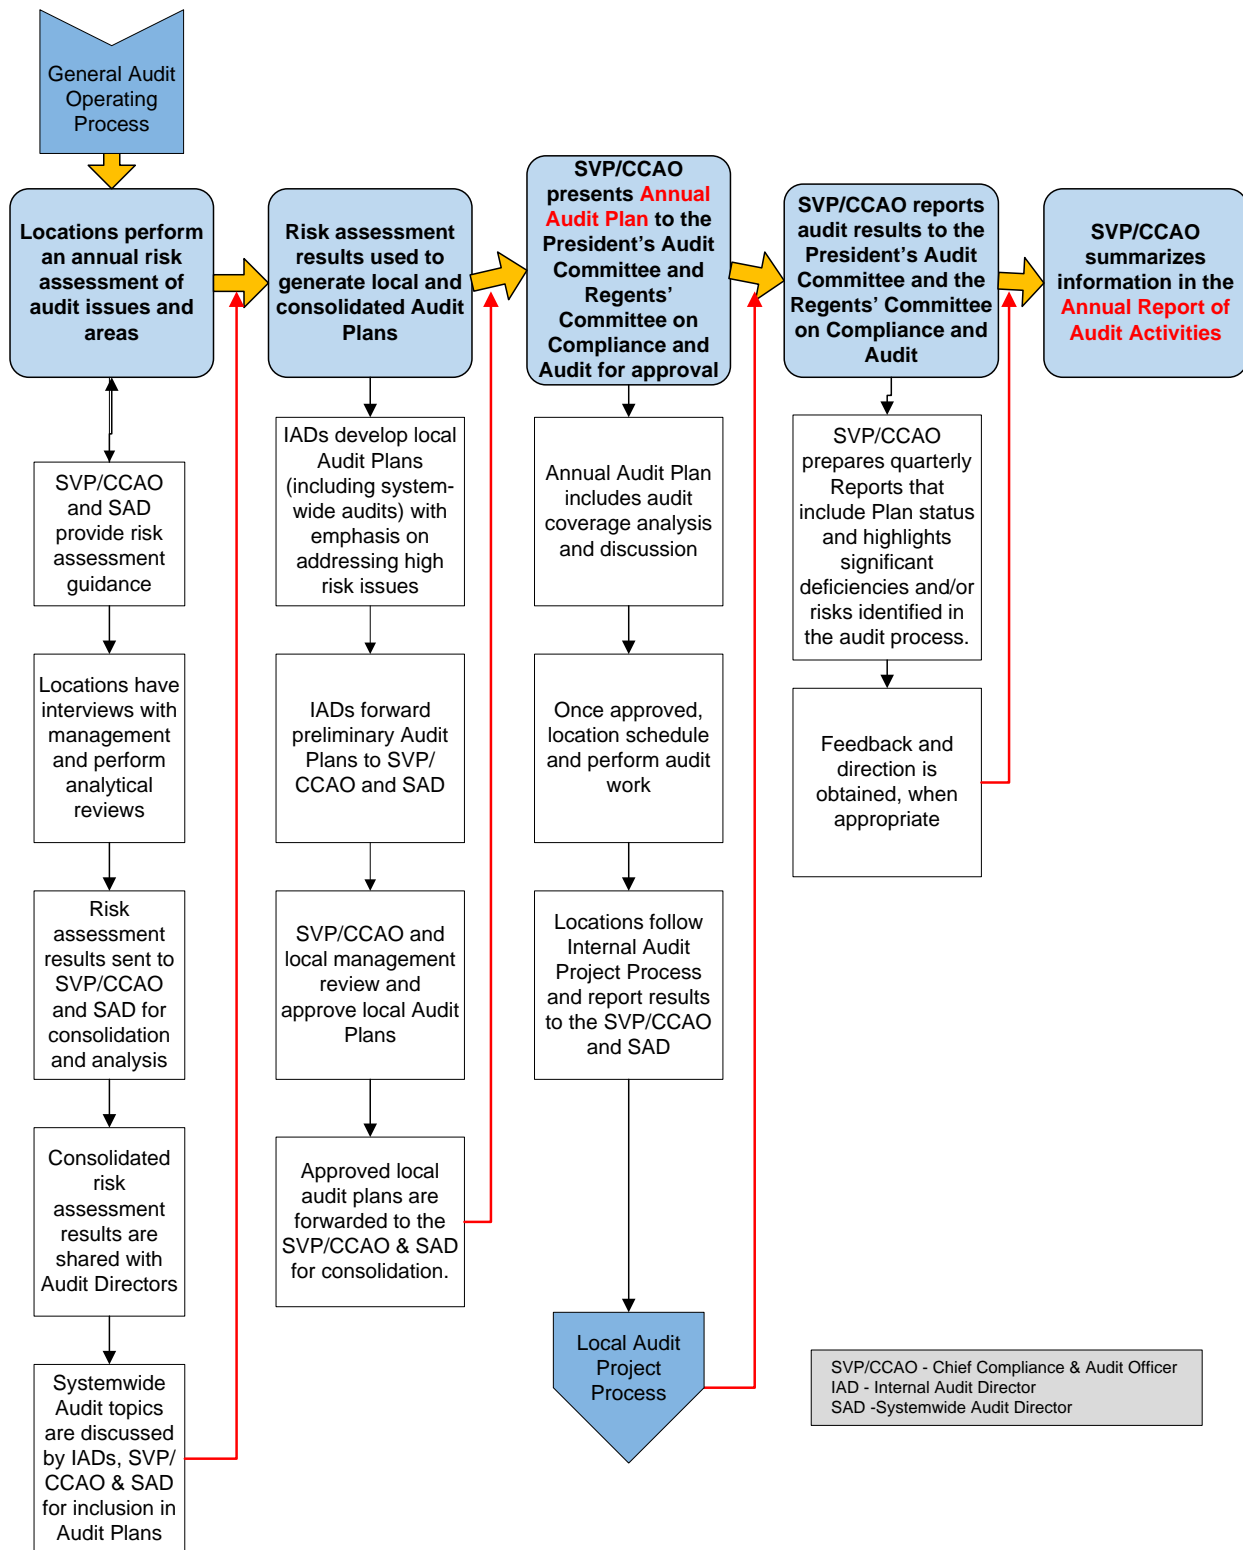 General Audit
Operating
Process
Locations perform
an annual risk
assessment of
audit issues and
areas
SVP/CCAO
and SAD
provide risk
assessment
guidance
Locations have
interviews with
management
and perform
analytical
reviews
Risk
assessment
results sent to
SVP/CCAO
and SAD for
consolidation
and analysis
Consolidated
risk
assessment
results are
shared with
Audit Directors
Systemwide
Audit topics
are discussed
by IADs, SVP/
CCAO & SAD
for inclusion in
Audit Plans
Risk assessment
results used to
generate local and
consolidated Audit
Plans
IADs develop local
Audit Plans
(including system-
wide audits) with
emphasis on
addressing high
risk issues
IADs forward
preliminary Audit
Plans to SVP/
CCAO and SAD
SVP/CCAO and
local management
review and
approve local Audit
Plans
Approved local
audit plans are
forwarded to the
SVP/CCAO & SAD
for consolidation.
SVP/CCAO
presents Annual
Audit Plan to the
President’s Audit
Committee and
Regents’
Committee on
Compliance and
Audit for approval
Annual Audit Plan
includes audit
coverage analysis
and discussion
Once approved,
location schedule
and perform audit
work
Locations follow
Internal Audit
Project Process
and report results
to the SVP/CCAO
and SAD
Local Audit
Project
Process
SVP/CCAO reports
audit results to the
President’s Audit
Committee and the
Regents’ Committee
on Compliance and
Audit
SVP/CCAO
prepares quarterly
Reports that
include Plan status
and highlights
significant
deficiencies and/or
risks identified in
the audit process.
Feedback and
direction is
obtained, when
appropriate
SVP/CCAO
summarizes
information in the
Annual Report of
Audit Activities
SVP/CCAO - Chief Compliance & Audit Officer
IAD - Internal Audit Director
SAD -Systemwide Audit Director